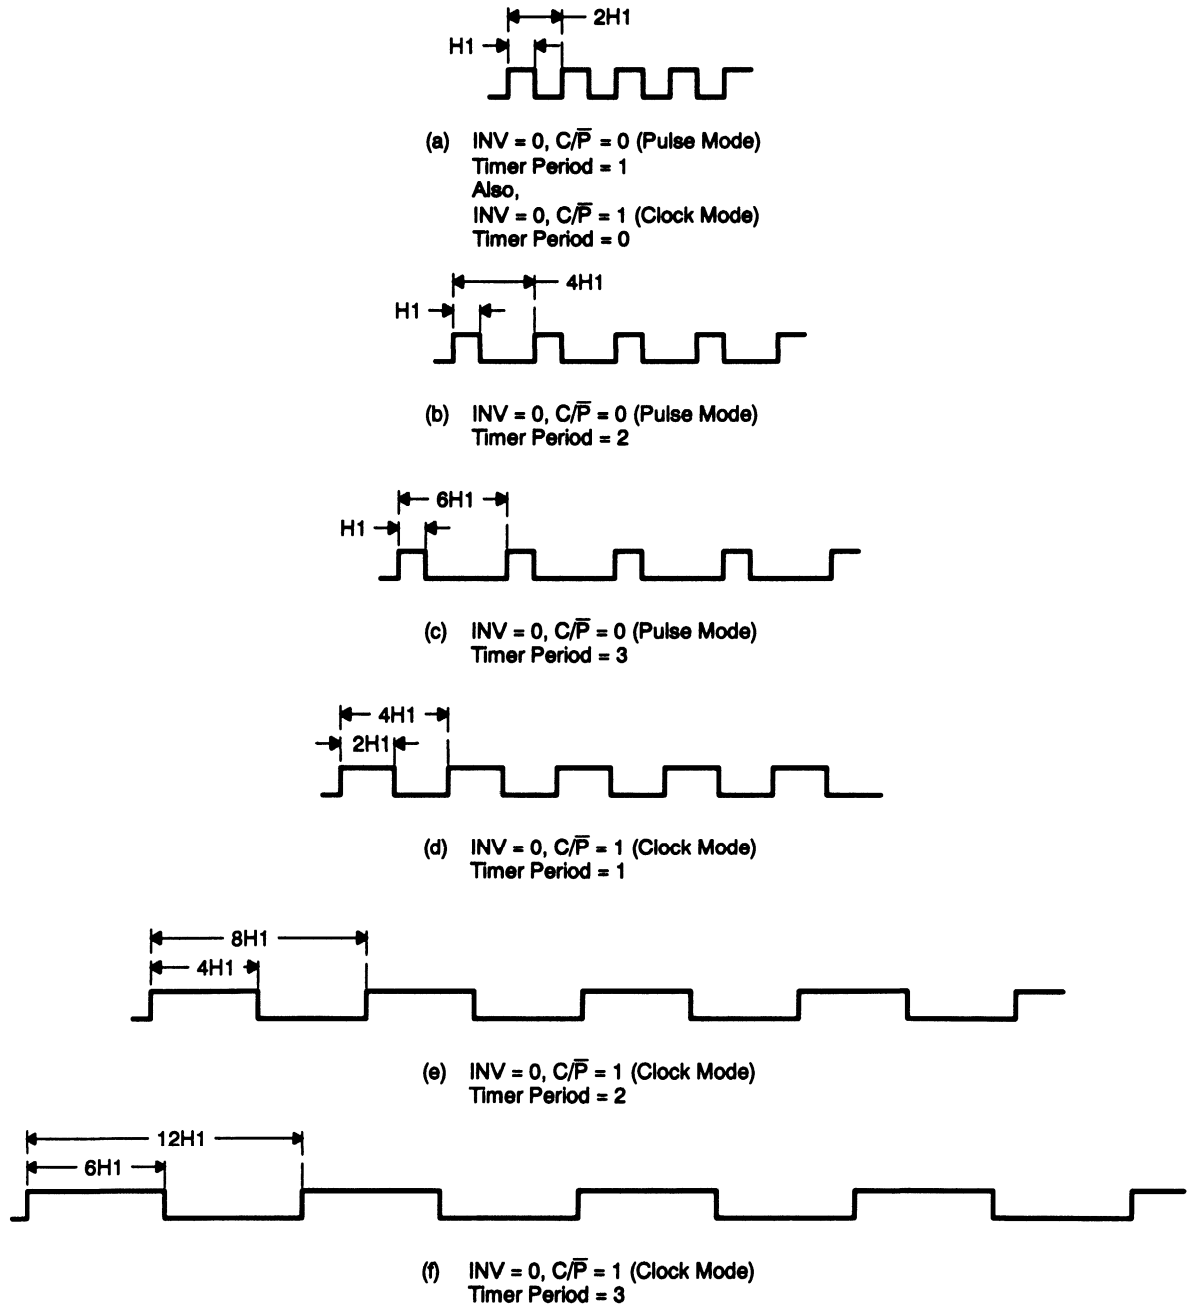 2H1
H1
(a) INV = 0, C/P̅ = 0 (Pulse Mode)
Timer Period = 1
Also,
INV = 0, C/P̅ = 1 (Clock Mode)
Timer Period = 0
4H1
H1
(b) INV = 0, C/P̅ = 0 (Pulse Mode)
Timer Period = 2
6H1
H1
(c) INV = 0, C/P̅ = 0 (Pulse Mode)
Timer Period = 3
4H1
2H1
(d) INV = 0, C/P̅ = 1 (Clock Mode)
Timer Period = 1
8H1
4H1
(e) INV = 0, C/P̅ = 1 (Clock Mode)
Timer Period = 2
12H1
6H1
(f) INV = 0, C/P̅ = 1 (Clock Mode)
Timer Period = 3